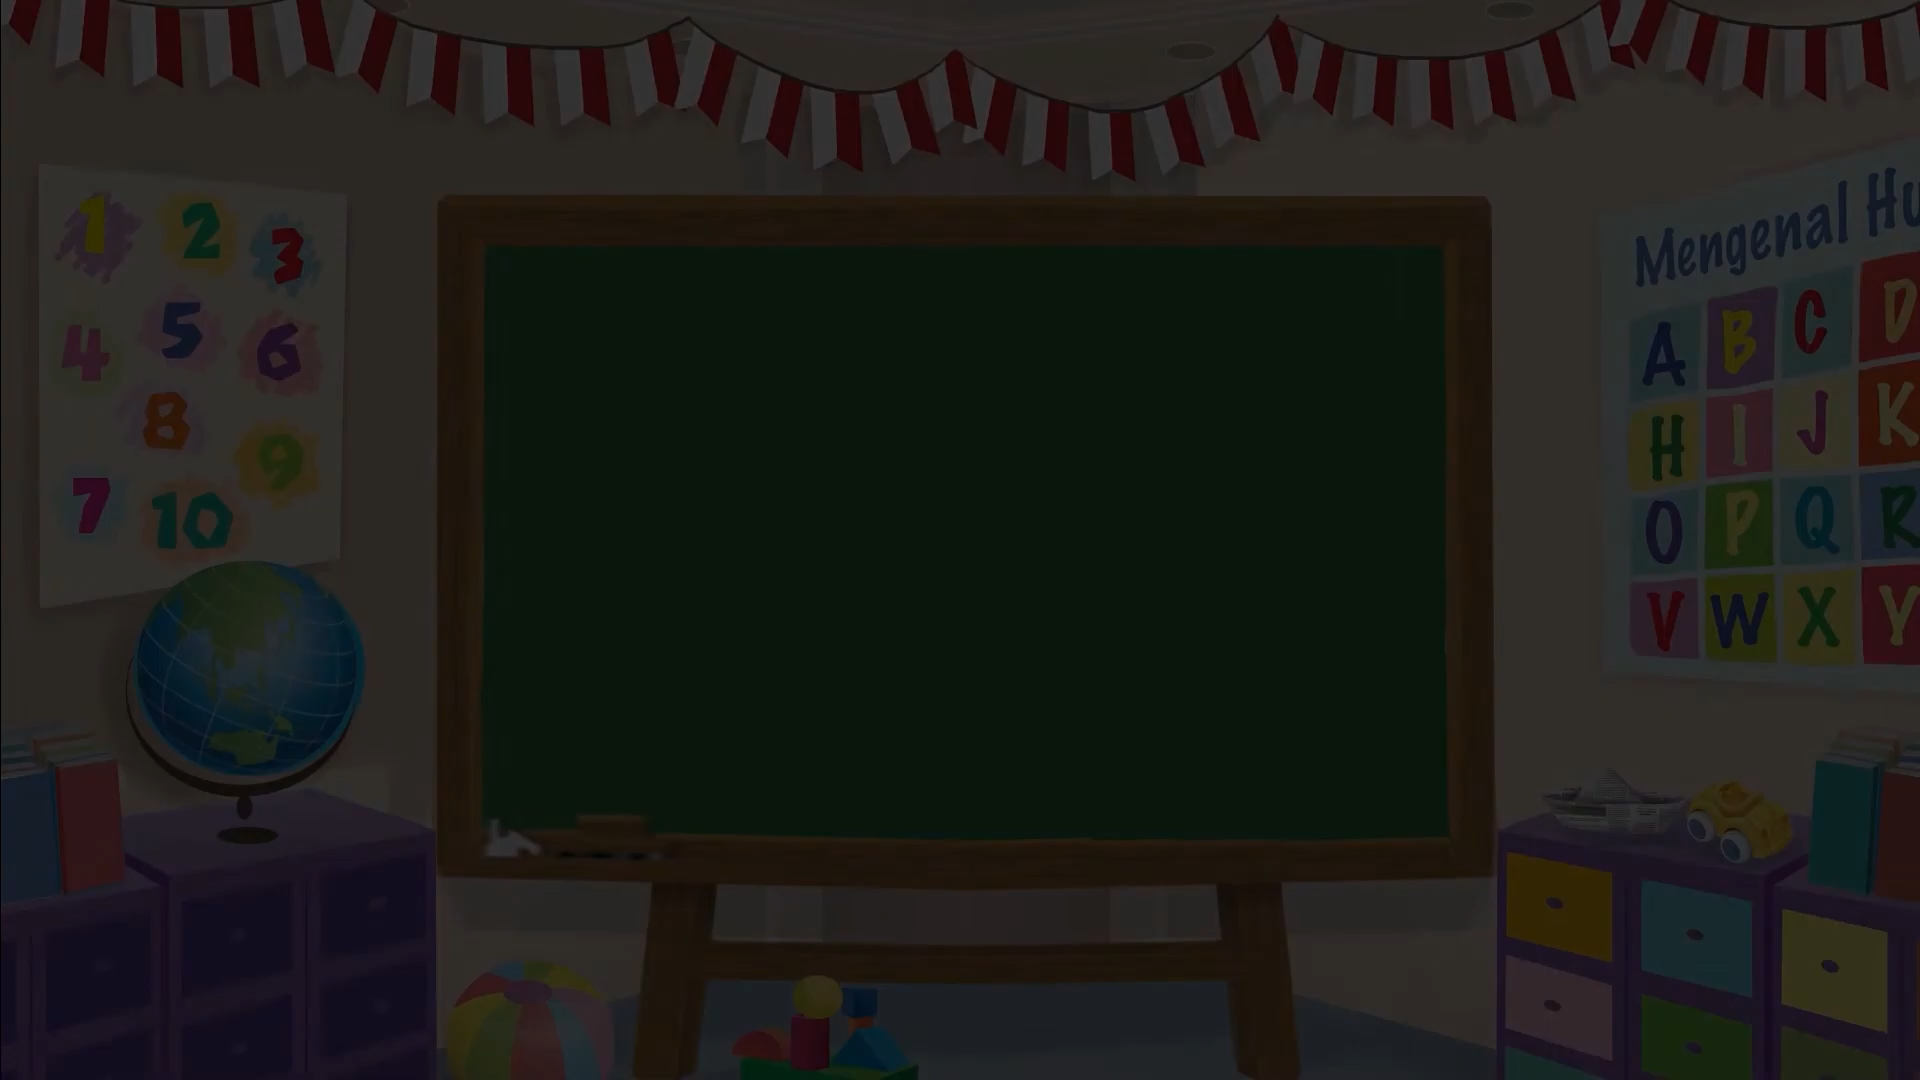 1 2 3
4 5 6
8 9
7 10
Mengenal Hu
A B C D
H I J K
O P Q R
V W X Y